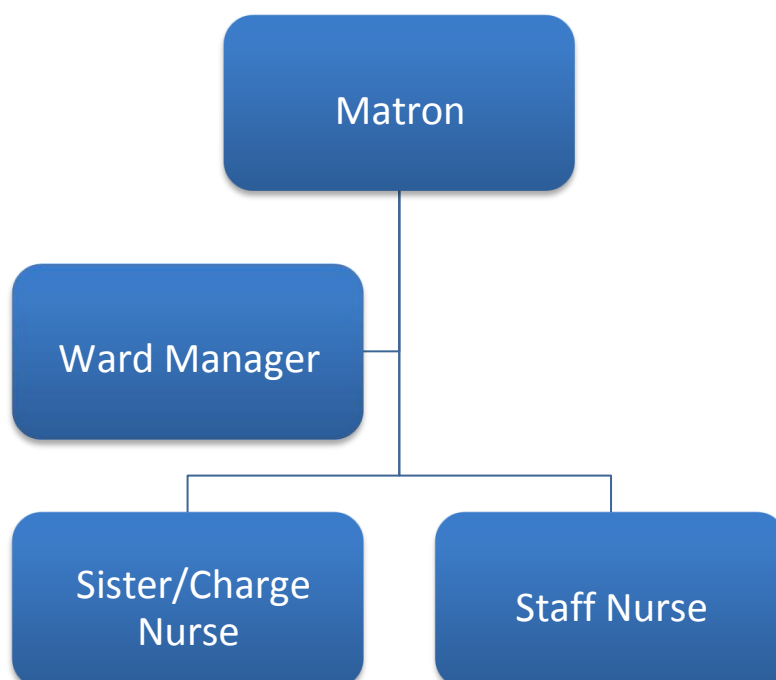 Matron
Ward Manager
Sister/Charge
Nurse
Staff Nurse